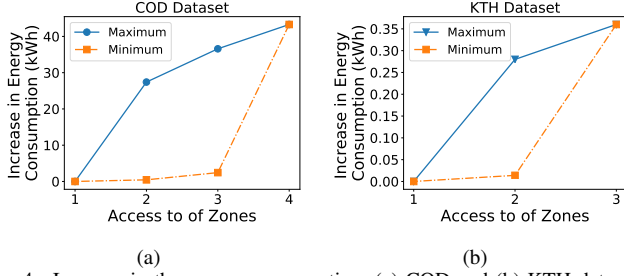 COD Dataset
Increase in Energy
Consumption (kWh)
40
30
20
10
0
Maximum
Minimum
1 2 3 4
Access to of Zones
(a)
KTH Dataset
Increase in Energy
Consumption (kWh)
0.35
0.30
0.25
0.20
0.15
0.10
0.05
0.00
Maximum
Minimum
1 2 3
Access to of Zones
(b)